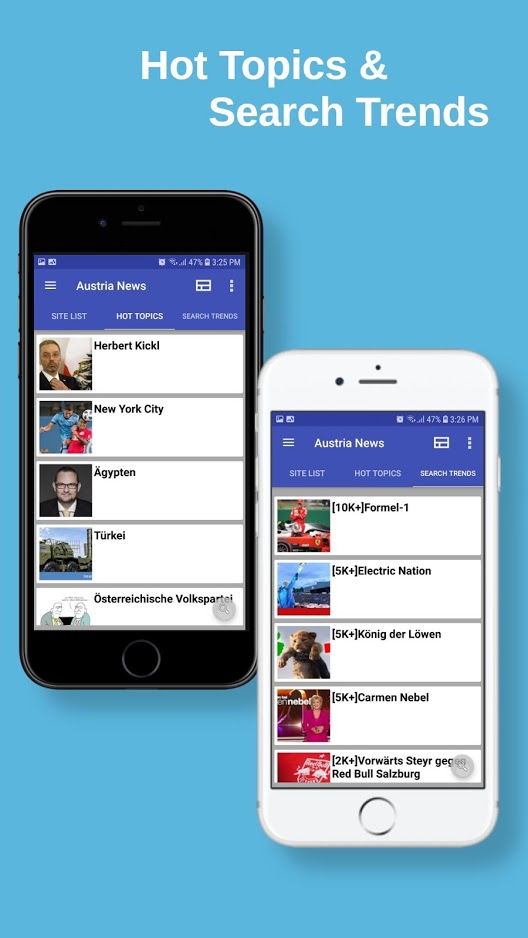 Hot Topics &
Search Trends
47% 3:25 PM
Austria News
SITE LIST HOT TOPICS SEARCH TRENDS
Herbert Kickl
New York City
Ägypten
Türkei
Österreichische Volkspartei
47% 3:26 PM
Austria News
SITE LIST HOT TOPICS SEARCH TRENDS
[10K+]Formel-1
[5K+]Electric Nation
[5K+]König der Löwen
[5K+]Carmen Nebel
[2K+]Vorwärts Steyr gegen
Red Bull Salzburg